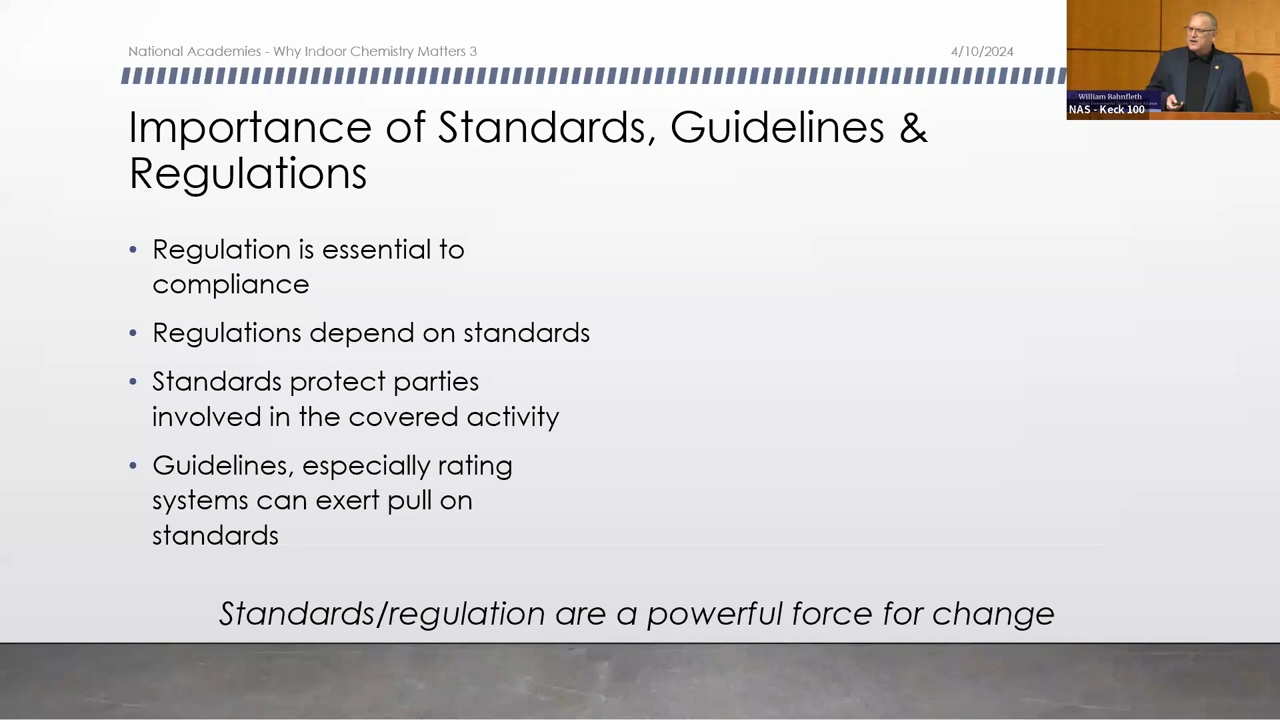 National Academies - Why Indoor Chemistry Matters 3
4/10/2024
William Bahnfleth
NAS - Keck 100
Importance of Standards, Guidelines &
Regulations
• Regulation is essential to
compliance
• Regulations depend on standards
• Standards protect parties
involved in the covered activity
• Guidelines, especially rating
systems can exert pull on
standards
Standards/regulation are a powerful force for change